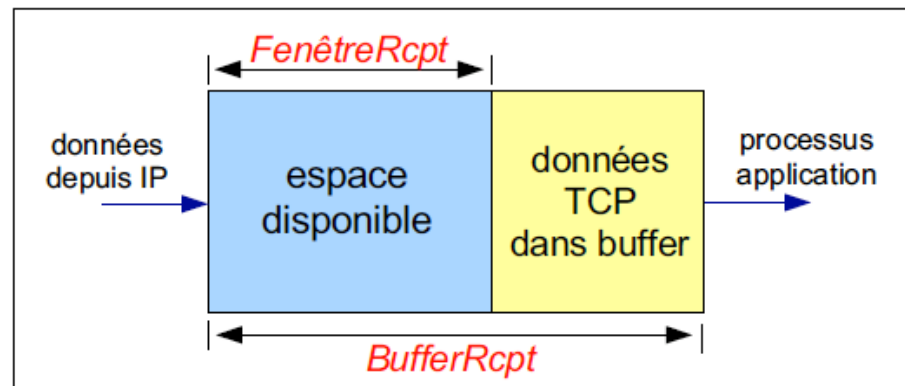 FenêtreRcpt
données
depuis IP
espace
disponible
données
TCP
dans buffer
processus
application
BufferRcpt